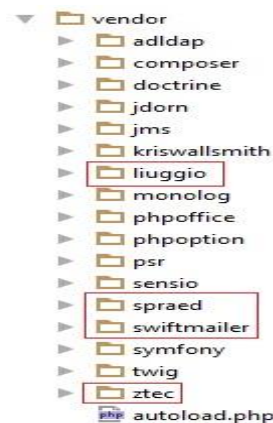 vendor
adldap
composer
doctrine
jdorn
jms
kriswallsmith
liuggio
monolog
phpoffice
phpoption
psr
sensio
spraed
swiftmailer
symfony
twig
ztec
php autoload.php